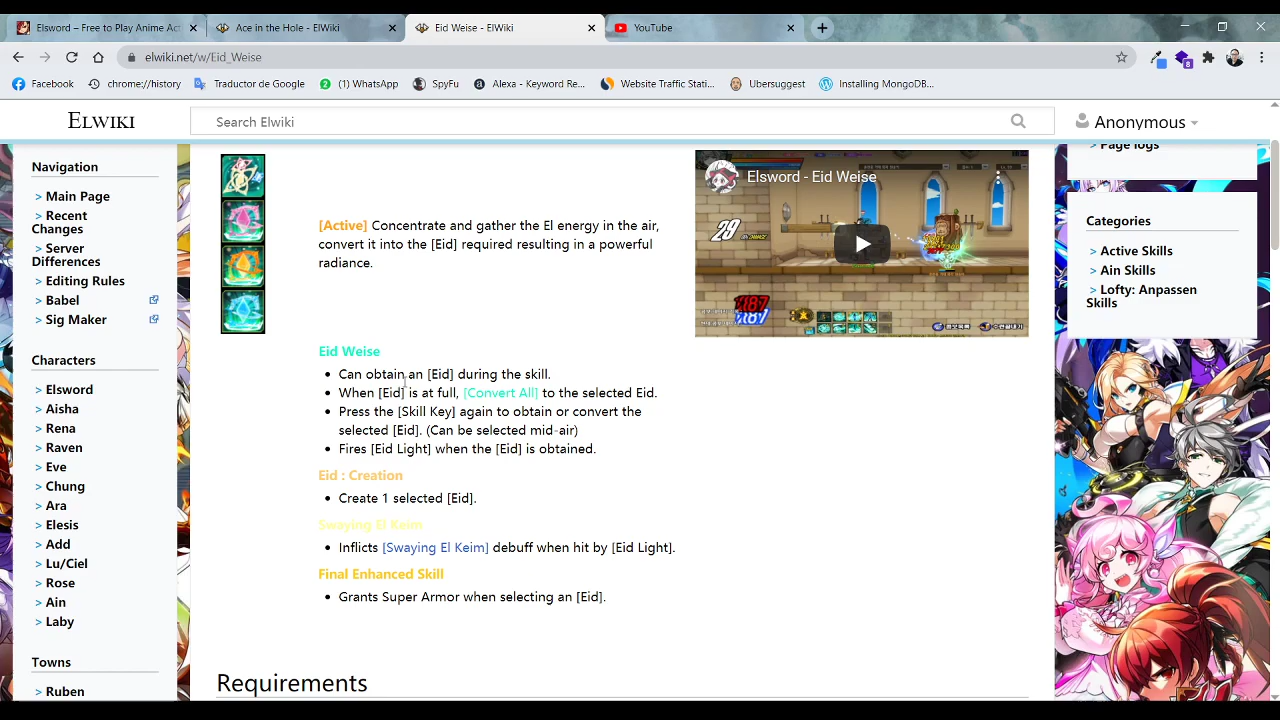 Elsword – Free to Play Anime Act
Ace in the Hole - ElWiki
Eid Weise - ElWiki
YouTube
elwiki.net/w/Eid_Weise
8
Facebook
chrome://history
Traductor de Google
(1) WhatsApp
SpyFu
Alexa - Keyword Re...
Website Traffic Stati...
Ubersuggest
Installing MongoDB...
ELWIKI
Search Elwiki
Anonymous
Navigation
> Main Page
> Recent
Changes
> Server
Differences
> Editing Rules
> Babel
> Sig Maker
Characters
> Elsword
> Aisha
> Rena
> Raven
> Eve
> Chung
> Ara
> Elesis
> Add
> Lu/Ciel
> Rose
> Ain
> Laby
Towns
> Ruben
[Active] Concentrate and gather the El energy in the air,
convert it into the [Eid] required resulting in a powerful
radiance.
Eid Weise
• Can obtain an [Eid] during the skill.
• When [Eid] is at full, [Convert All] to the selected Eid.
• Press the [Skill Key] again to obtain or convert the
selected [Eid]. (Can be selected mid-air)
• Fires [Eid Light] when the [Eid] is obtained.
Eid : Creation
• Create 1 selected [Eid].
Swaying El Keim
• Inflicts [Swaying El Keim] debuff when hit by [Eid Light].
Final Enhanced Skill
• Grants Super Armor when selecting an [Eid].
Requirements
Elsword - Eid Weise
29
> Page logs
Categories
> Active Skills
> Ain Skills
> Lofty: Anpassen
Skills